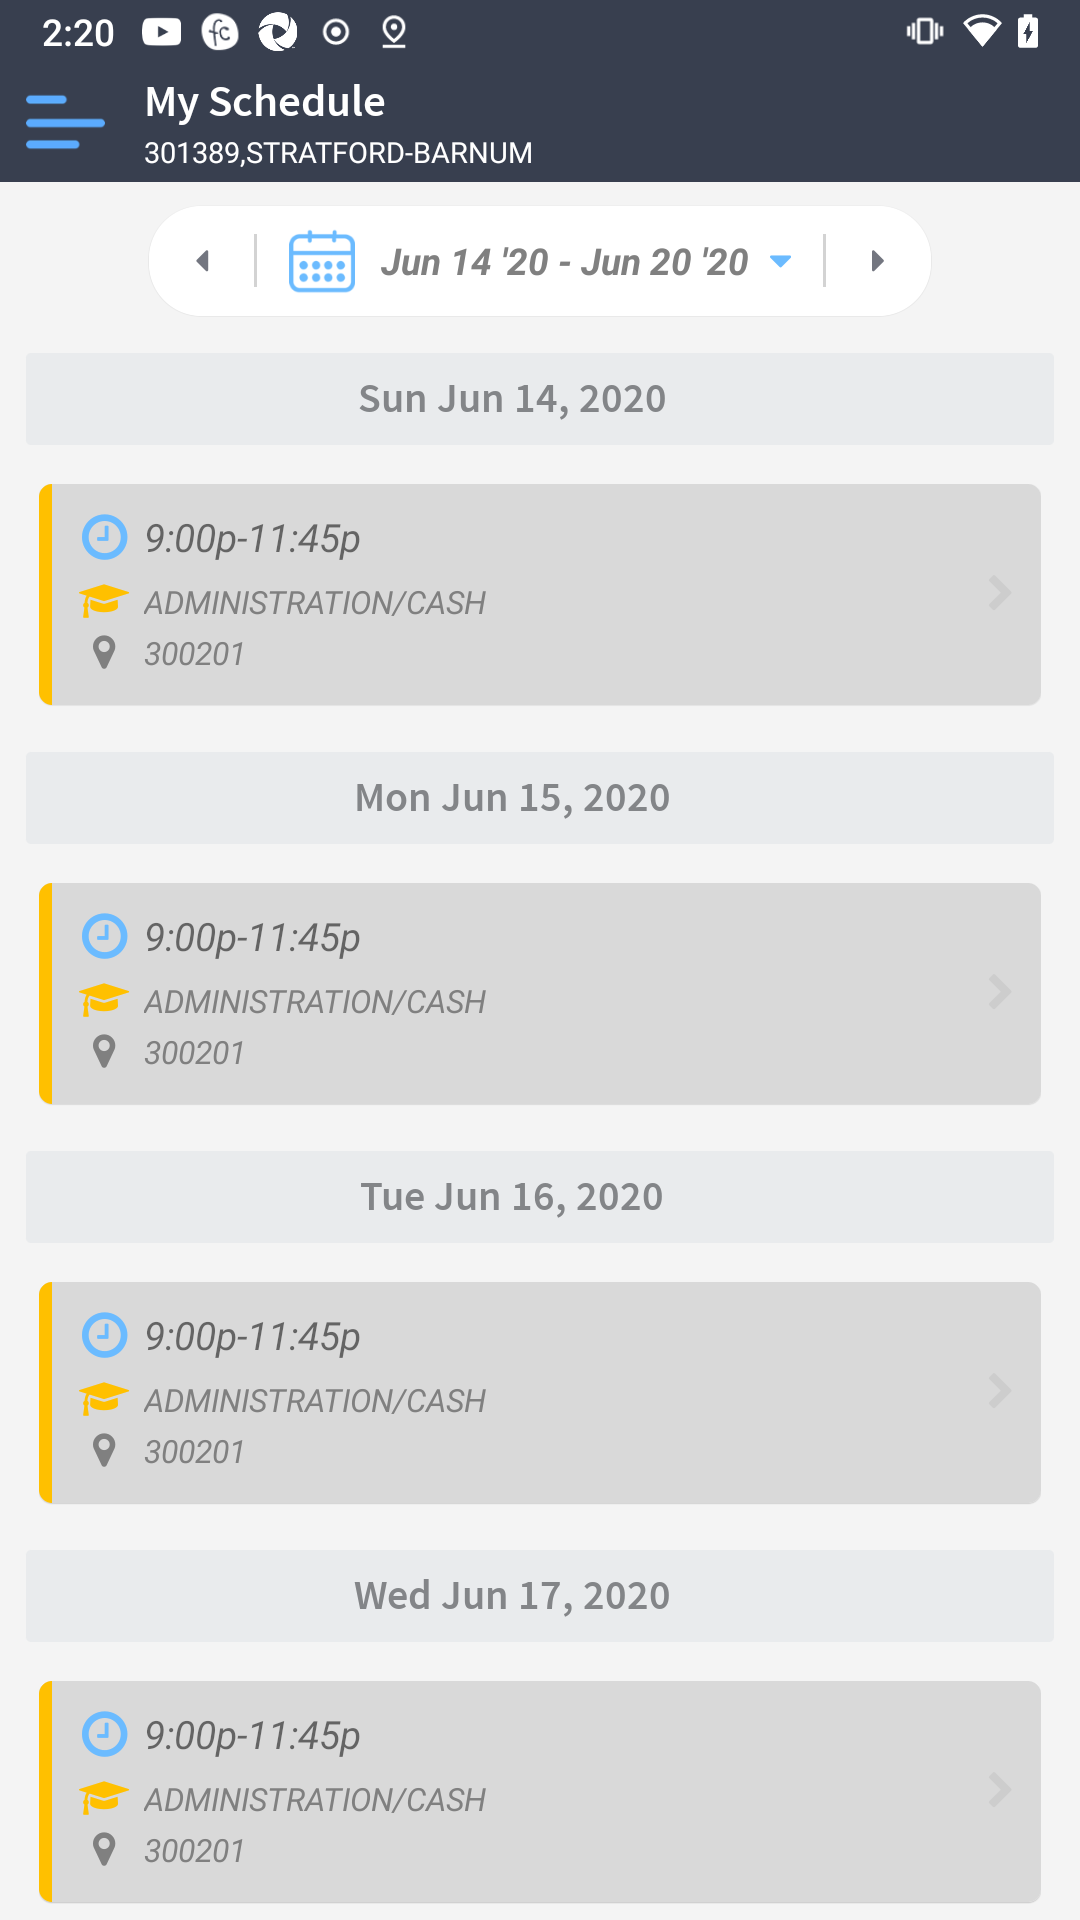 2:20
My Schedule
301389,STRATFORD-BARNUM
Jun 14 '20 - Jun 20 '20
Sun Jun 14, 2020
9:00p-11:45p
ADMINISTRATION/CASH
300201
Mon Jun 15, 2020
9:00p-11:45p
ADMINISTRATION/CASH
300201
Tue Jun 16, 2020
9:00p-11:45p
ADMINISTRATION/CASH
300201
Wed Jun 17, 2020
9:00p-11:45p
ADMINISTRATION/CASH
300201